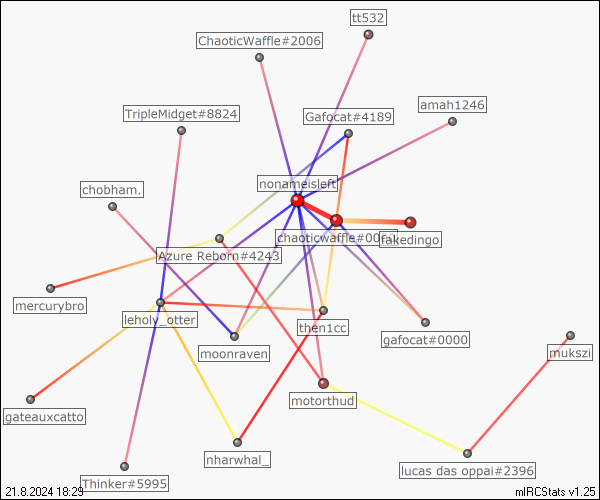 tt532
ChaoticWaffle#2006
amah1246
TripleMidget#8824
Gafocat#4189
nonameisleft
chobham.
chaoticwaffle#00
fakedingo
Azure Reborn#4243
mercurybro
leholy_otter
then1cc
gafocat#0000
moonraven
mukszi
motorthud
gateauxcatto
nharwhal_
lucas das oppai#2396
Thinker#5995
21.8.2024 18:29
mIRCStats v1.25